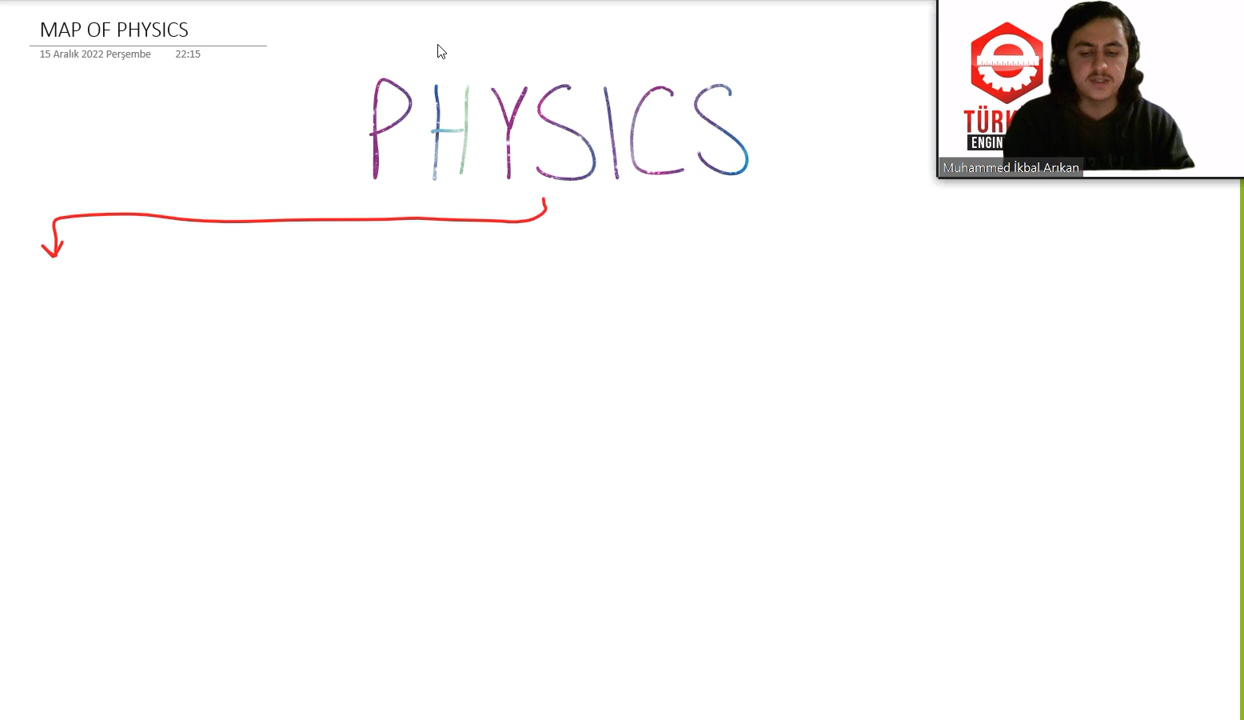 MAP OF PHYSICS
15 Aralık 2022 Perşembe 22:15
PHYSICS
TÜRK
ENGIN
Muhammed İkbal Arıkan